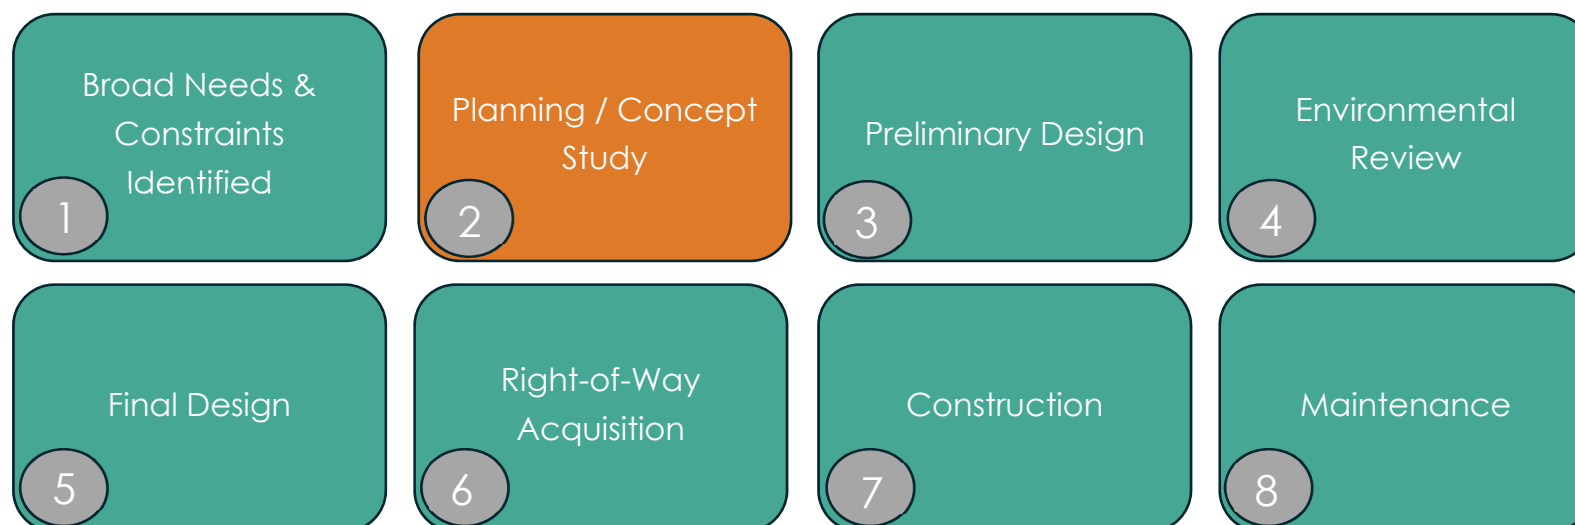 Broad Needs &
Constraints
Identified
1
Planning / Concept
Study
2
Preliminary Design
3
Environmental
Review
4
Final Design
5
Right-of-Way
Acquisition
6
Construction
7
Maintenance
8